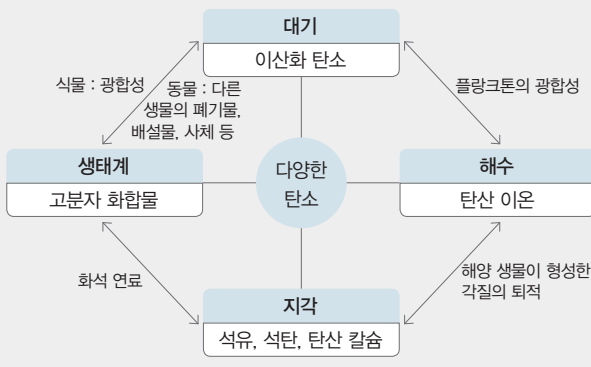 대기
이산화 탄소
식물 : 광합성
동물 : 다른
생물의 폐기물,
배설물, 사체 등
플랑크톤의 광합성
생태계
고분자 화합물
다양한
탄소
해수
탄산 이온
화석 연료
해양 생물이 형성한
각질의 퇴적
지각
석유, 석탄, 탄산 칼슘